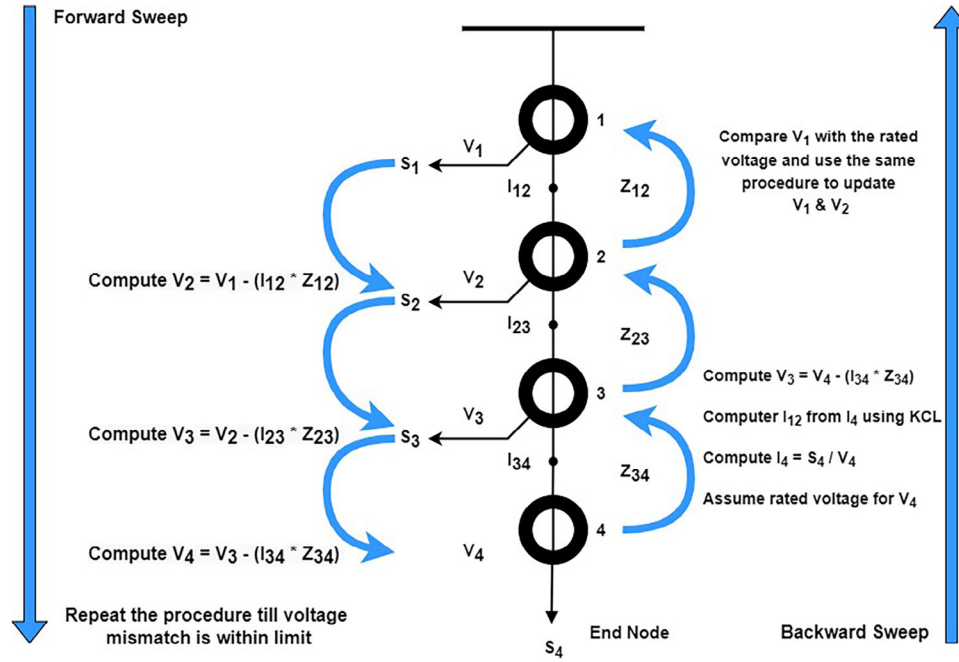 Forward Sweep
1
Compare V1 with the rated
voltage and use the same
procedure to update
V1 & V2
V1
S1
I12
Z12
2
Compute V2 = V1 - (I12 * Z12)
V2
S2
I23
Z23
3
Compute V3 = V4 - (I34 * Z34)
Computer I12 from I4 using KCL
Compute I4 = S4 / V4
Assume rated voltage for V4
V3
Compute V3 = V2 - (I23 * Z23)
S3
I34
Z34
4
Compute V4 = V3 - (I34 * Z34)
V4
Repeat the procedure till voltage
mismatch is within limit
End Node
Backward Sweep
S4